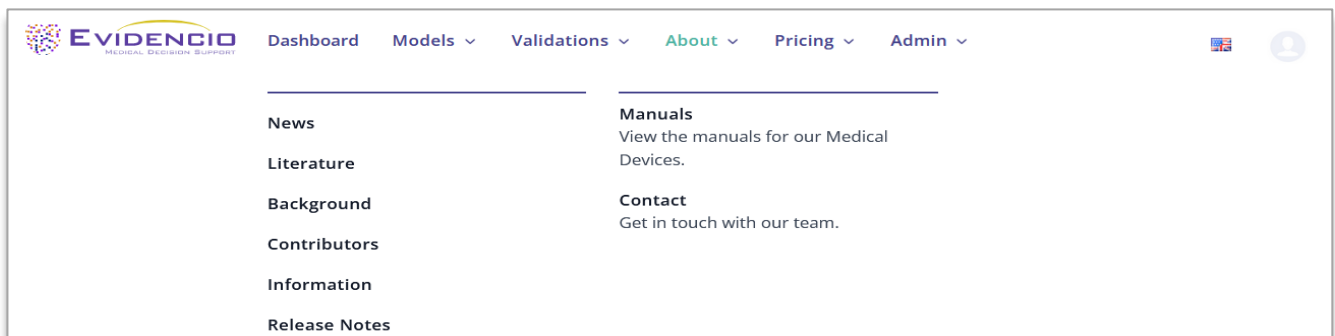 EVIDENCIO
MEDICAL DECISION SUPPORT
Dashboard Models Validations About Pricing Admin
News
Literature
Background
Contributors
Information
Release Notes
Manuals
View the manuals for our Medical
Devices.
Contact
Get in touch with our team.